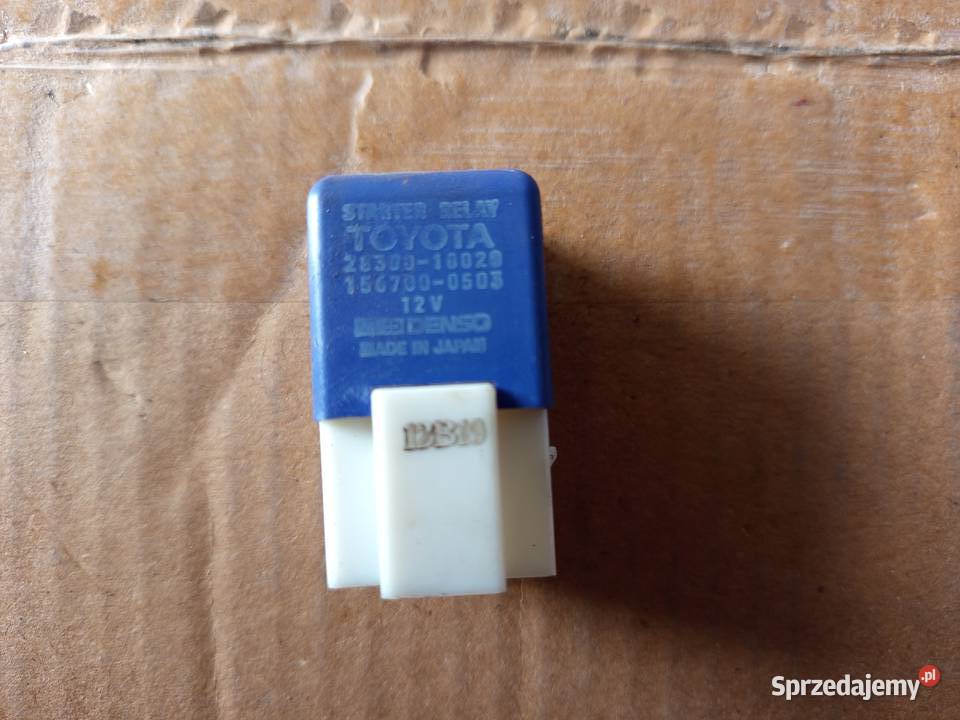 STARTER RELAY
TOYOTA
28300-10020
156700-0503
12V
DENSO
MADE IN JAPAN
Sprzedajemy.pl